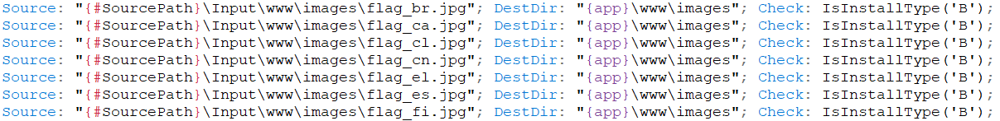 Source: "{#SourcePath}\Input\www\images\flag_br.jpg"; DestDir: "{app}\www\images"; Check: IsInstallType('B');
Source: "{#SourcePath}\Input\www\images\flag_ca.jpg"; DestDir: "{app}\www\images"; Check: IsInstallType('B');
Source: "{#SourcePath}\Input\www\images\flag_cl.jpg"; DestDir: "{app}\www\images"; Check: IsInstallType('B');
Source: "{#SourcePath}\Input\www\images\flag_cn.jpg"; DestDir: "{app}\www\images"; Check: IsInstallType('B');
Source: "{#SourcePath}\Input\www\images\flag_el.jpg"; DestDir: "{app}\www\images"; Check: IsInstallType('B');
Source: "{#SourcePath}\Input\www\images\flag_es.jpg"; DestDir: "{app}\www\images"; Check: IsInstallType('B');
Source: "{#SourcePath}\Input\www\images\flag_fi.jpg"; DestDir: "{app}\www\images"; Check: IsInstallType('B');